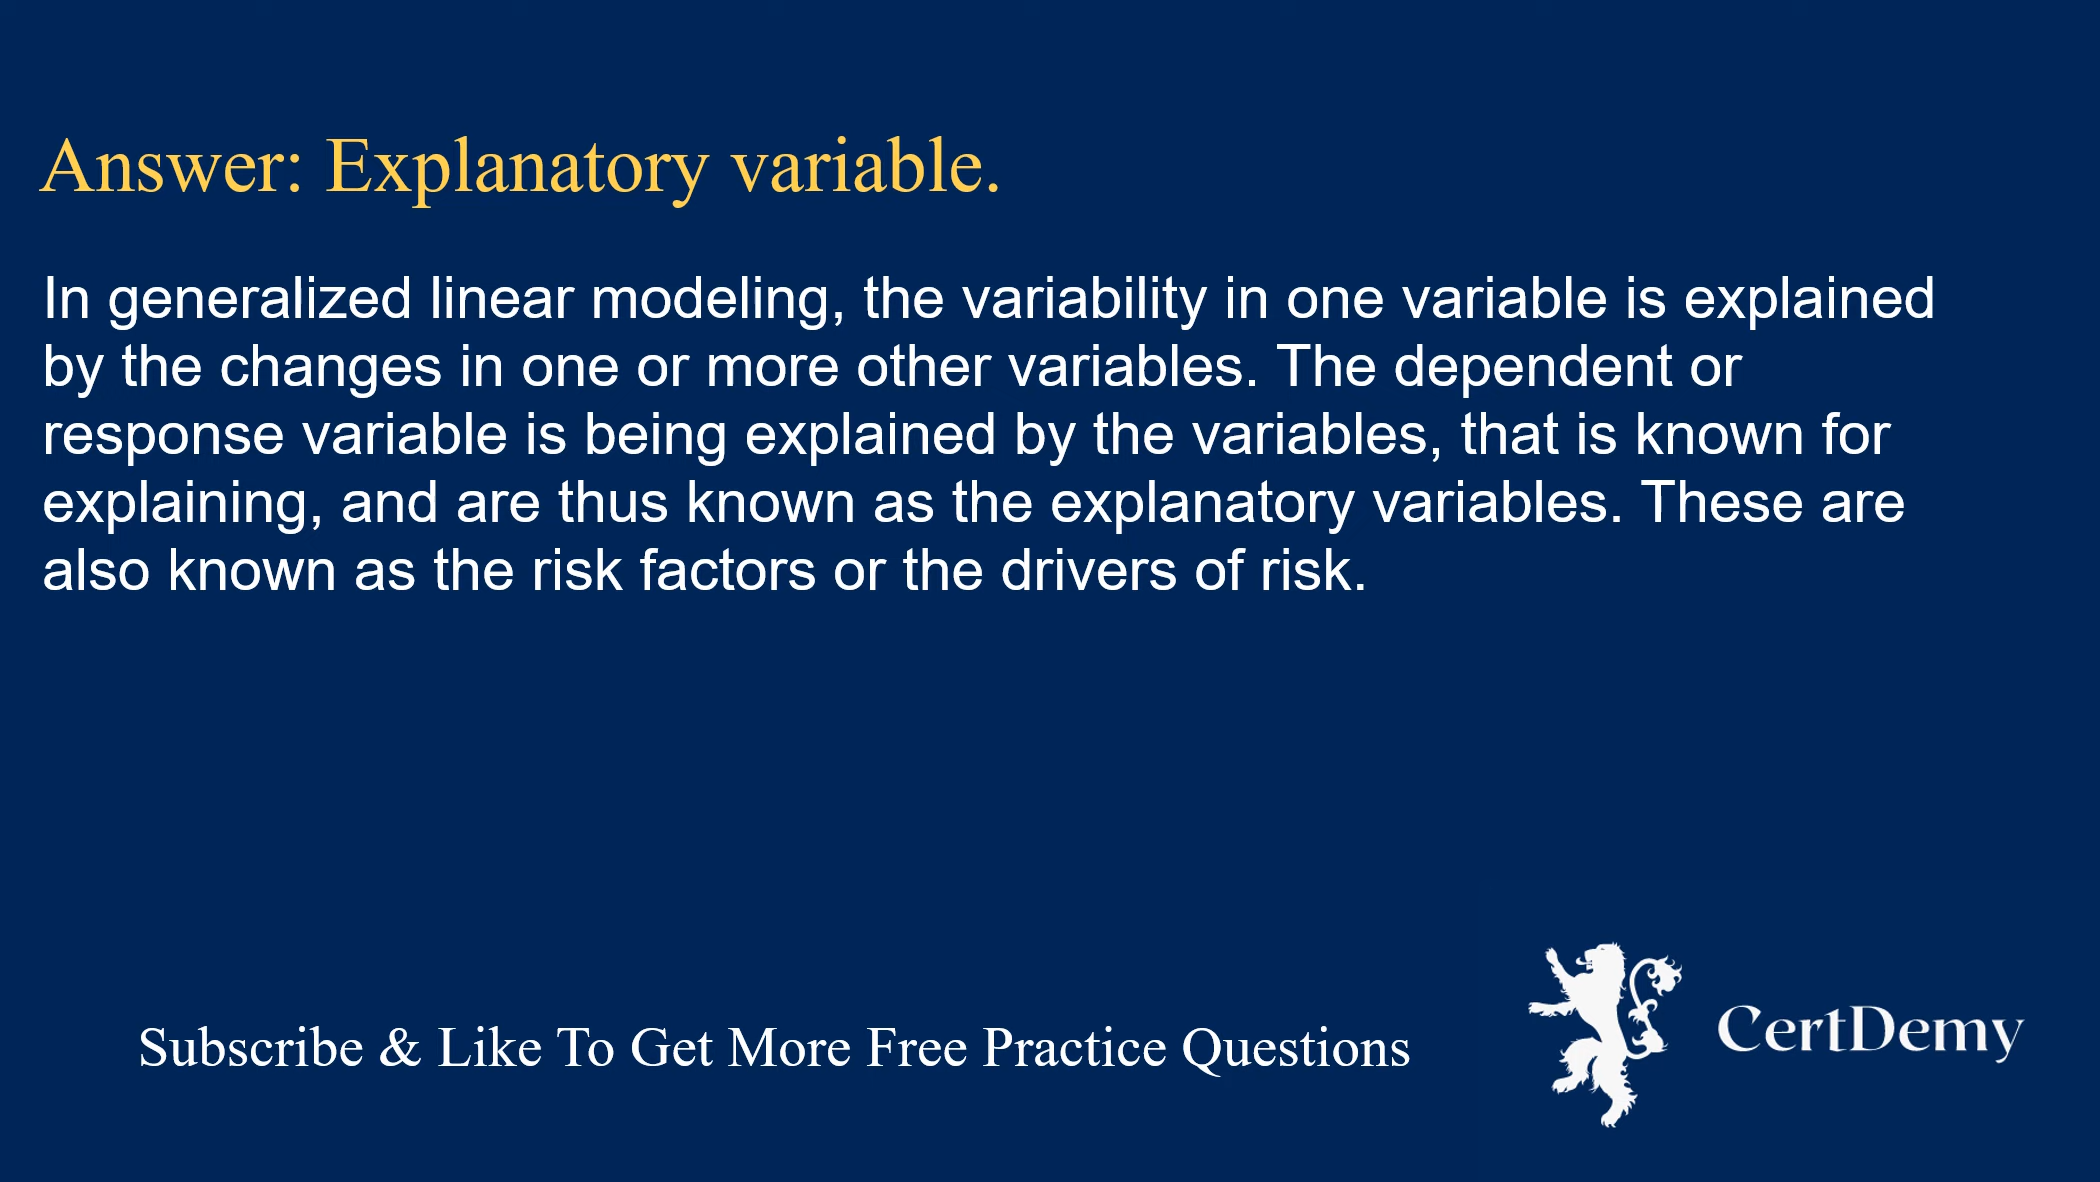 Answer: Explanatory variable.
In generalized linear modeling, the variability in one variable is explained
by the changes in one or more other variables. The dependent or
response variable is being explained by the variables, that is known for
explaining, and are thus known as the explanatory variables. These are
also known as the risk factors or the drivers of risk.
Subscribe & Like To Get More Free Practice Questions
CertDemy